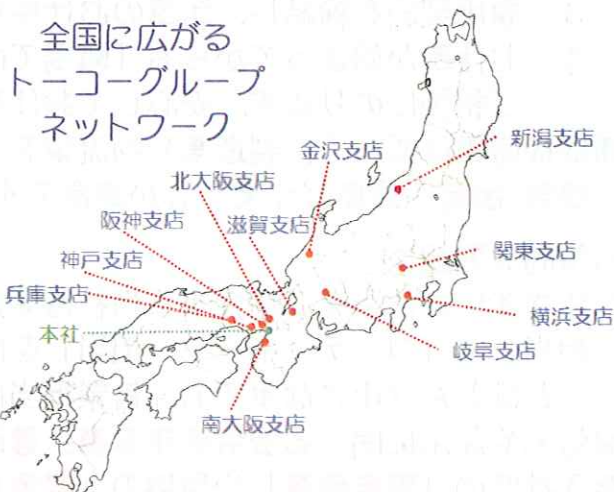 全国に広がる
トーコーグループ
ネットワーク
新潟支店
金沢支店
北大阪支店
阪神支店
滋賀支店
神戸支店
関東支店
兵庫支店
横浜支店
本社
岐阜支店
南大阪支店